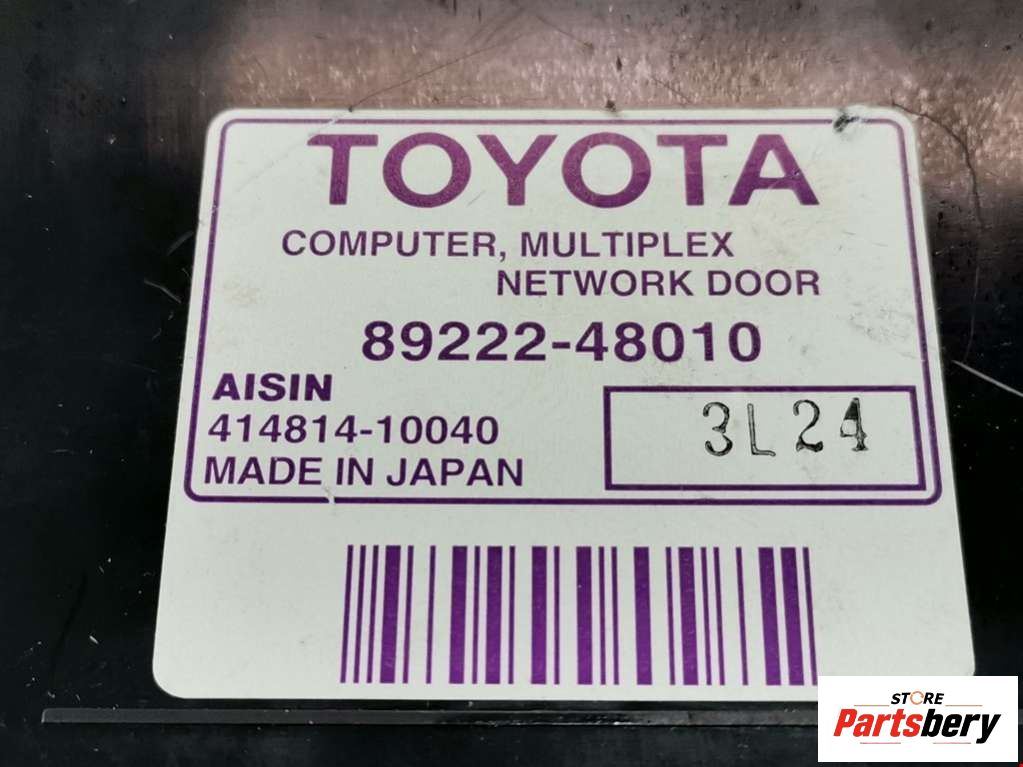 TOYOTA
COMPUTER, MULTIPLEX
NETWORK DOOR
89222-48010
AISIN
414814-10040
MADE IN JAPAN
3L24
STORE
Partsbery